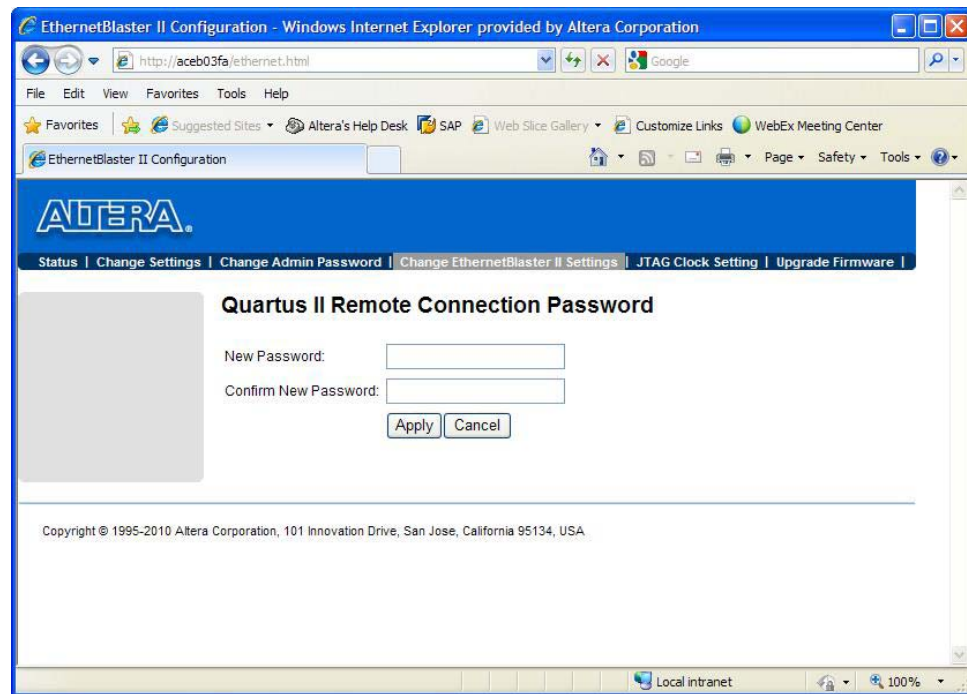 EthernetBlaster II Configuration - Windows Internet Explorer provided by Altera Corporation
http://aceb03fa/ethernet.html
Google
File Edit View Favorites Tools Help
Favorites Suggested Sites Altera's Help Desk SAP Web Slice Gallery Customize Links WebEx Meeting Center
EthernetBlaster II Configuration
Page Safety Tools
ALTERA.
Status | Change Settings | Change Admin Password | Change EthernetBlaster II Settings | JTAG Clock Setting | Upgrade Firmware |
Quartus II Remote Connection Password
New Password:
Confirm New Password:
Apply Cancel
Copyright © 1995-2010 Altera Corporation, 101 Innovation Drive, San Jose, California 95134, USA
Local intranet 100%